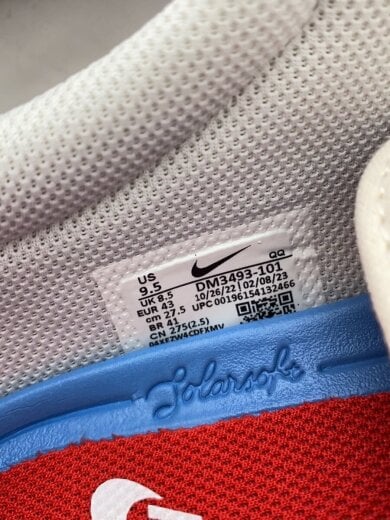 US
9.5
UK 8.5
EUR 43
cm 27.5
BR 41
CN 275(2.5)
QQ
DM3493-101
10/26/22 | 02/08/23
UPC 00196154132466
Solarsoft